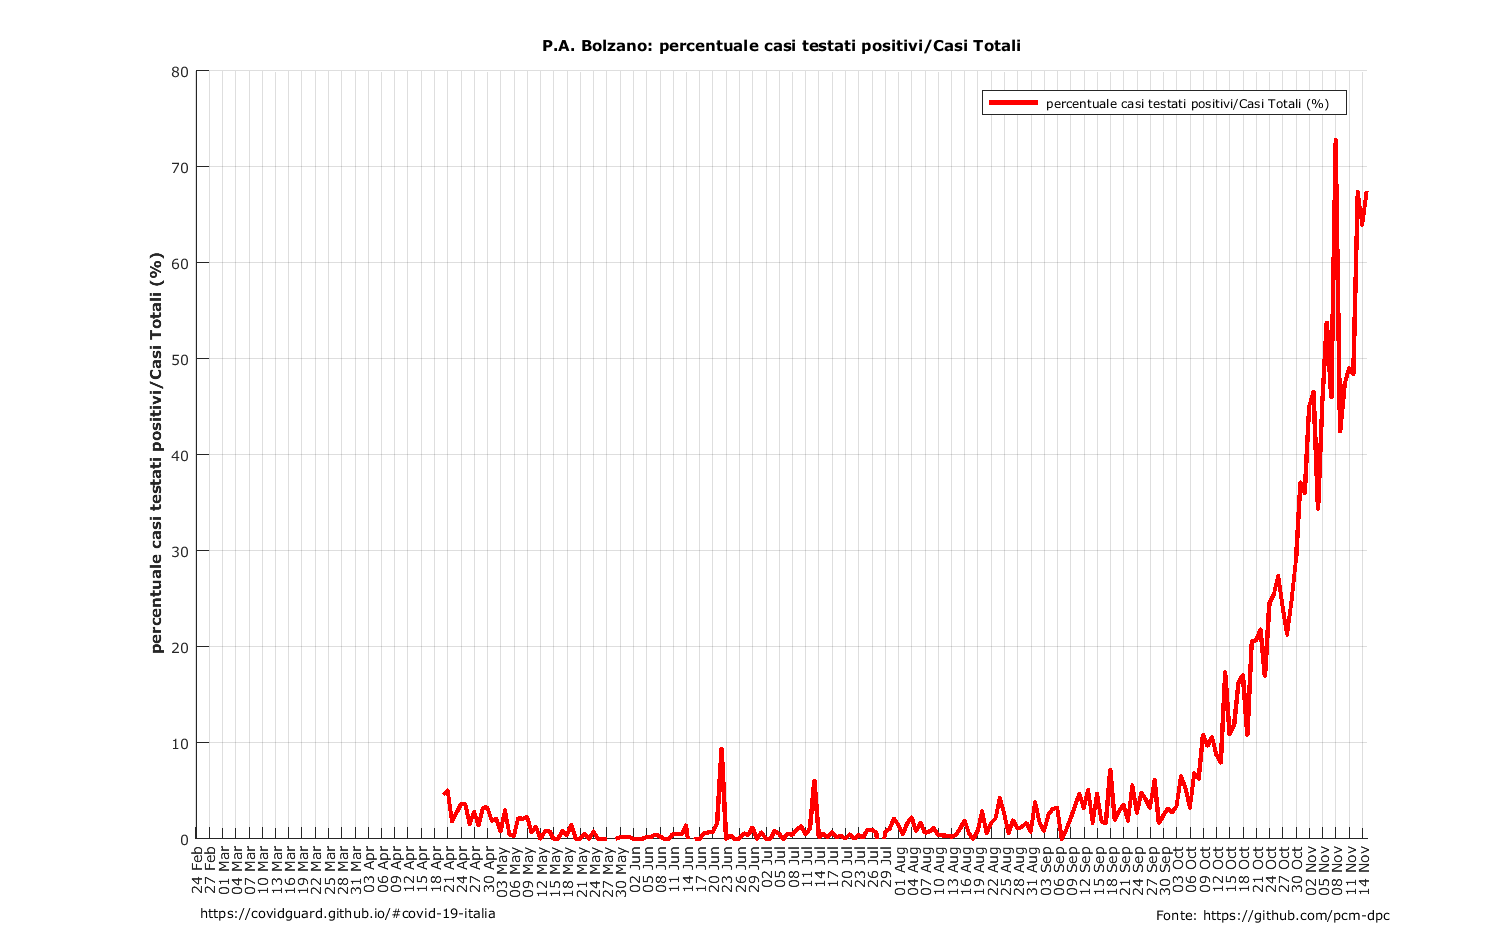 P.A. Bolzano: percentuale casi testati positivi/Casi Totali
percentuale casi testati positivi/Casi Totali (%)
percentuale casi testati positivi/Casi Totali (%)
80
70
60
50
40
30
20
10
0
24 Feb
27 Feb
01 Mar
04 Mar
07 Mar
10 Mar
13 Mar
16 Mar
19 Mar
22 Mar
25 Mar
28 Mar
31 Mar
03 Apr
06 Apr
09 Apr
12 Apr
15 Apr
18 Apr
21 Apr
24 Apr
27 Apr
30 Apr
03 May
06 May
09 May
12 May
15 May
18 May
21 May
24 May
27 May
30 May
02 Jun
05 Jun
08 Jun
11 Jun
14 Jun
17 Jun
20 Jun
23 Jun
26 Jun
29 Jun
02 Jul
05 Jul
08 Jul
11 Jul
14 Jul
17 Jul
20 Jul
23 Jul
26 Jul
29 Jul
01 Aug
04 Aug
07 Aug
10 Aug
13 Aug
16 Aug
19 Aug
22 Aug
25 Aug
28 Aug
31 Aug
03 Sep
06 Sep
09 Sep
12 Sep
15 Sep
18 Sep
21 Sep
24 Sep
27 Sep
30 Sep
03 Oct
06 Oct
09 Oct
12 Oct
15 Oct
18 Oct
21 Oct
24 Oct
27 Oct
30 Oct
02 Nov
05 Nov
08 Nov
11 Nov
14 Nov
https://covidguard.github.io/#covid-19-italia
Fonte: https://github.com/pcm-dpc